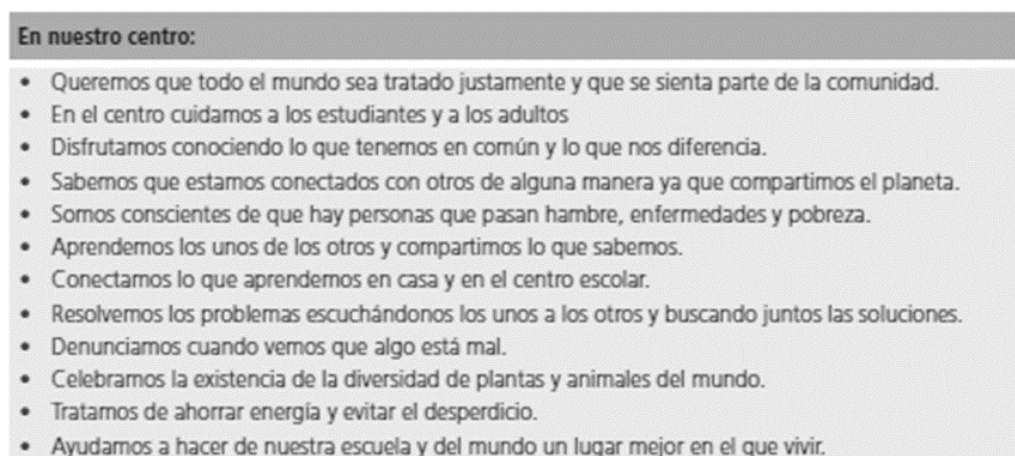 En nuestro centro:
• Queremos que todo el mundo sea tratado justamente y que se sienta parte de la comunidad.
• En el centro cuidamos a los estudiantes y a los adultos
• Disfrutamos conociendo lo que tenemos en común y lo que nos diferencia.
• Sabemos que estamos conectados con otros de alguna manera ya que compartimos el planeta.
• Somos conscientes de que hay personas que pasan hambre, enfermedades y pobreza.
• Aprendemos los unos de los otros y compartimos lo que sabemos.
• Conectamos lo que aprendemos en casa y en el centro escolar.
• Resolvemos los problemas escuchándonos los unos a los otros y buscando juntos las soluciones.
• Denunciamos cuando vemos que algo está mal.
• Celebramos la existencia de la diversidad de plantas y animales del mundo.
• Tratamos de ahorrar energía y evitar el desperdicio.
• Ayudamos a hacer de nuestra escuela y del mundo un lugar mejor en el que vivir.